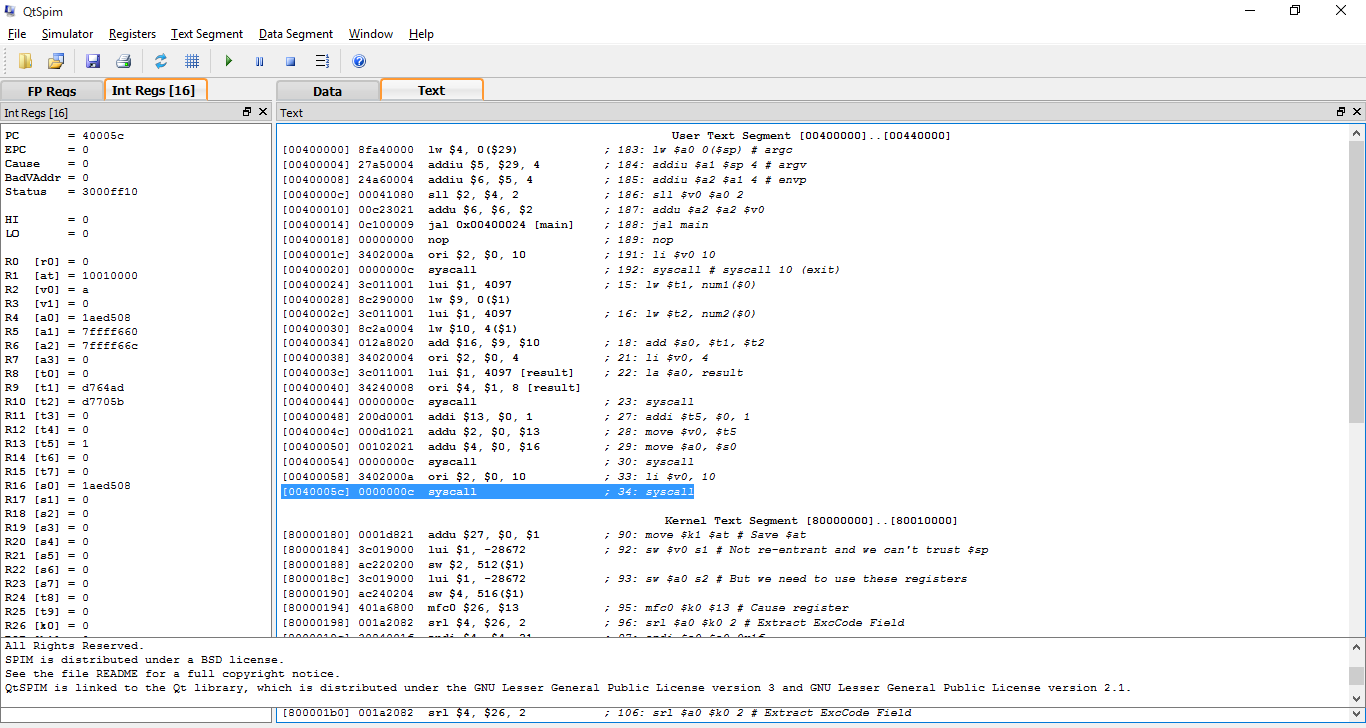 QtSpim
File Simulator Registers Text Segment Data Segment Window Help
FP Regs Int Regs [16] Data Text
Int Regs [16]
PC = 40005c
EPC = 0
Cause = 0
BadVAddr = 0
Status = 3000ff10
HI = 0
LO = 0
R0 [r0] = 0
R1 [at] = 10010000
R2 [v0] = a
R3 [v1] = 0
R4 [a0] = 1aed508
R5 [a1] = 7ffff660
R6 [a2] = 7ffff66c
R7 [a3] = 0
R8 [t0] = 0
R9 [t1] = d764ad
R10 [t2] = d7705b
R11 [t3] = 0
R12 [t4] = 0
R13 [t5] = 1
R14 [t6] = 0
R15 [t7] = 0
R16 [s0] = 1aed508
R17 [s1] = 0
R18 [s2] = 0
R19 [s3] = 0
R20 [s4] = 0
R21 [s5] = 0
R22 [s6] = 0
R23 [s7] = 0
R24 [t8] = 0
R25 [t9] = 0
R26 [k0] = 0
Text
User Text Segment [00400000]..[00440000]
[00400000] 8fa40000 lw $4, 0($29) ; 183: lw $a0 0($sp) # argc
[00400004] 27a50004 addiu $5, $29, 4 ; 184: addiu $a1 $sp 4 # argv
[00400008] 24a60004 addiu $6, $5, 4 ; 185: addiu $a2 $a1 4 # envp
[0040000c] 00041080 sll $2, $4, 2 ; 186: sll $v0 $a0 2
[00400010] 00c23021 addu $6, $6, $2 ; 187: addu $a2 $a2 $v0
[00400014] 0c100009 jal 0x00400024 [main] ; 188: jal main
[00400018] 00000000 nop ; 189: nop
[0040001c] 3402000a ori $2, $0, 10 ; 191: li $v0 10
[00400020] 0000000c syscall ; 192: syscall # syscall 10 (exit)
[00400024] 3c011001 lui $1, 4097 ; 15: lw $t1, num1($0)
[00400028] 8c290000 lw $9, 0($1)
[0040002c] 3c011001 lui $1, 4097 ; 16: lw $t2, num2($0)
[00400030] 8c2a0004 lw $10, 4($1)
[00400034] 012a8020 add $16, $9, $10 ; 18: add $s0, $t1, $t2
[00400038] 34020004 ori $2, $0, 4 ; 21: li $v0, 4
[0040003c] 3c011001 lui $1, 4097 [result] ; 22: la $a0, result
[00400040] 34240008 ori $4, $1, 8 [result]
[00400044] 0000000c syscall ; 23: syscall
[00400048] 200d0001 addi $13, $0, 1 ; 27: addi $t5, $0, 1
[0040004c] 000d1021 addu $2, $0, $13 ; 28: move $v0, $t5
[00400050] 00102021 addu $4, $0, $16 ; 29: move $a0, $s0
[00400054] 0000000c syscall ; 30: syscall
[00400058] 3402000a ori $2, $0, 10 ; 33: li $v0, 10
[0040005c] 0000000c syscall ; 34: syscall
Kernel Text Segment [80000000]..[80010000]
[80000180] 0001d821 addu $27, $0, $1 ; 90: move $k1 $at # Save $at
[80000184] 3c019000 lui $1, -28672 ; 92: sw $v0 s1 # Not re-entrant and we can't trust $sp
[80000188] ac220200 sw $2, 512($1)
[8000018c] 3c019000 lui $1, -28672 ; 93: sw $a0 s2 # But we need to use these registers
[80000190] ac240204 sw $4, 516($1)
[80000194] 401a6800 mfc0 $26, $13 ; 95: mfc0 $k0 $13 # Cause register
[80000198] 001a2082 srl $4, $26, 2 ; 96: srl $a0 $k0 2 # Extract ExcCode Field
All Rights Reserved.
SPIM is distributed under a BSD license.
See the file README for a full copyright notice.
QtSPIM is linked to the Qt library, which is distributed under the GNU Lesser General Public License version 3 and GNU Lesser General Public License version 2.1.
[800001b0] 001a2082 srl $4, $26, 2 ; 106: srl $a0 $k0 2 # Extract ExcCode Field